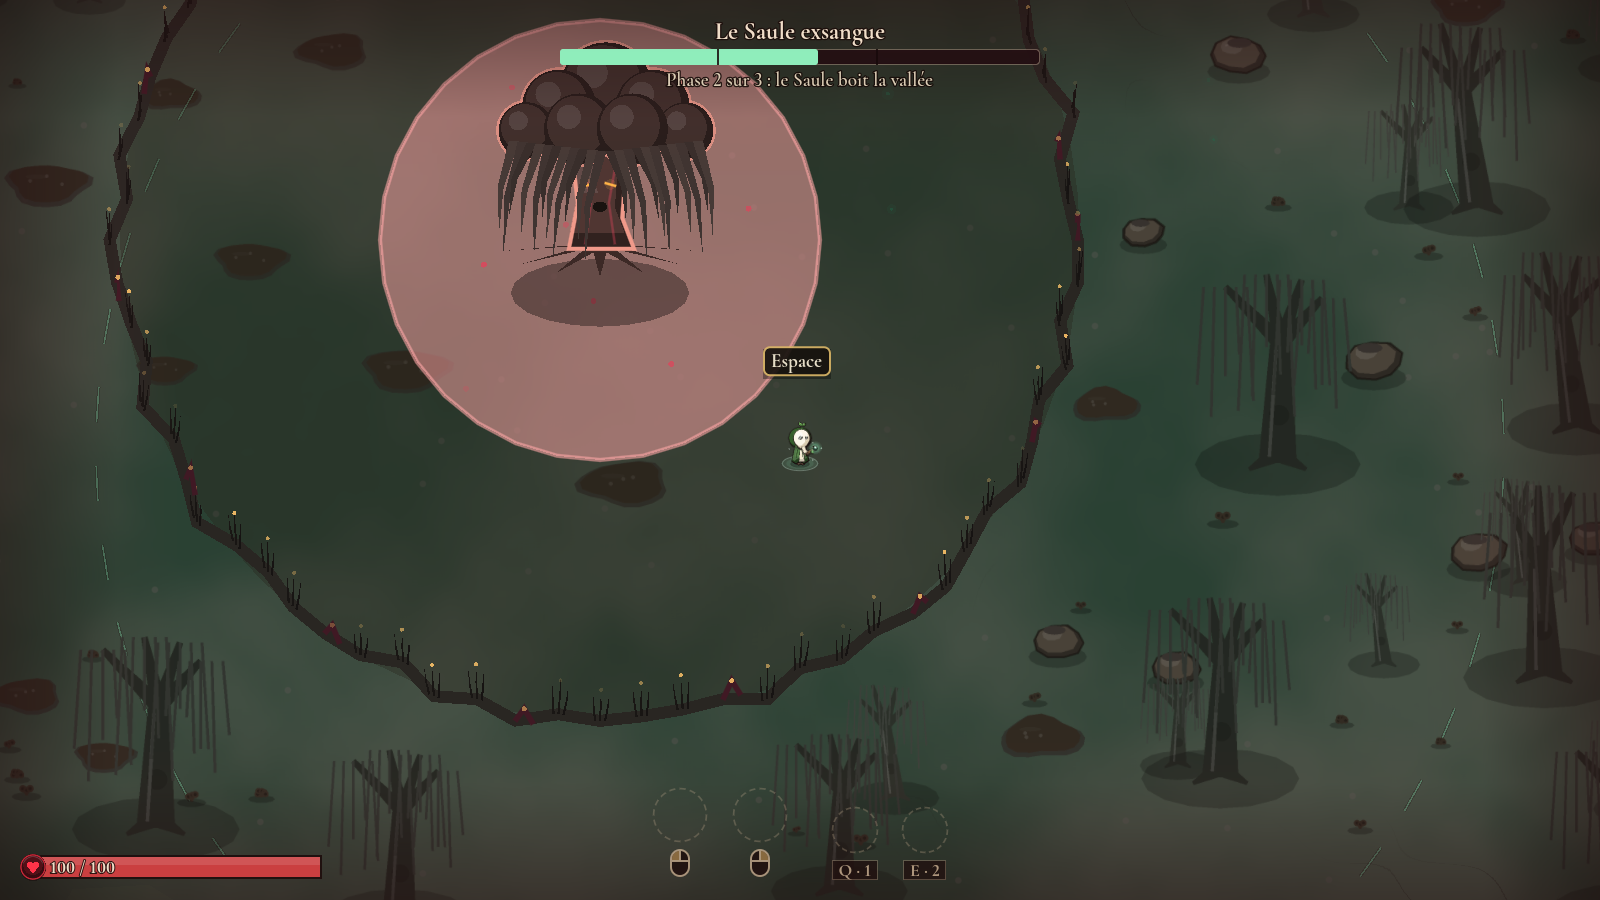 Le Saule exsangue
Phase 2 sur 3 : le Saule boit la vallée
Espace
100 / 100
Q · 1
E · 2